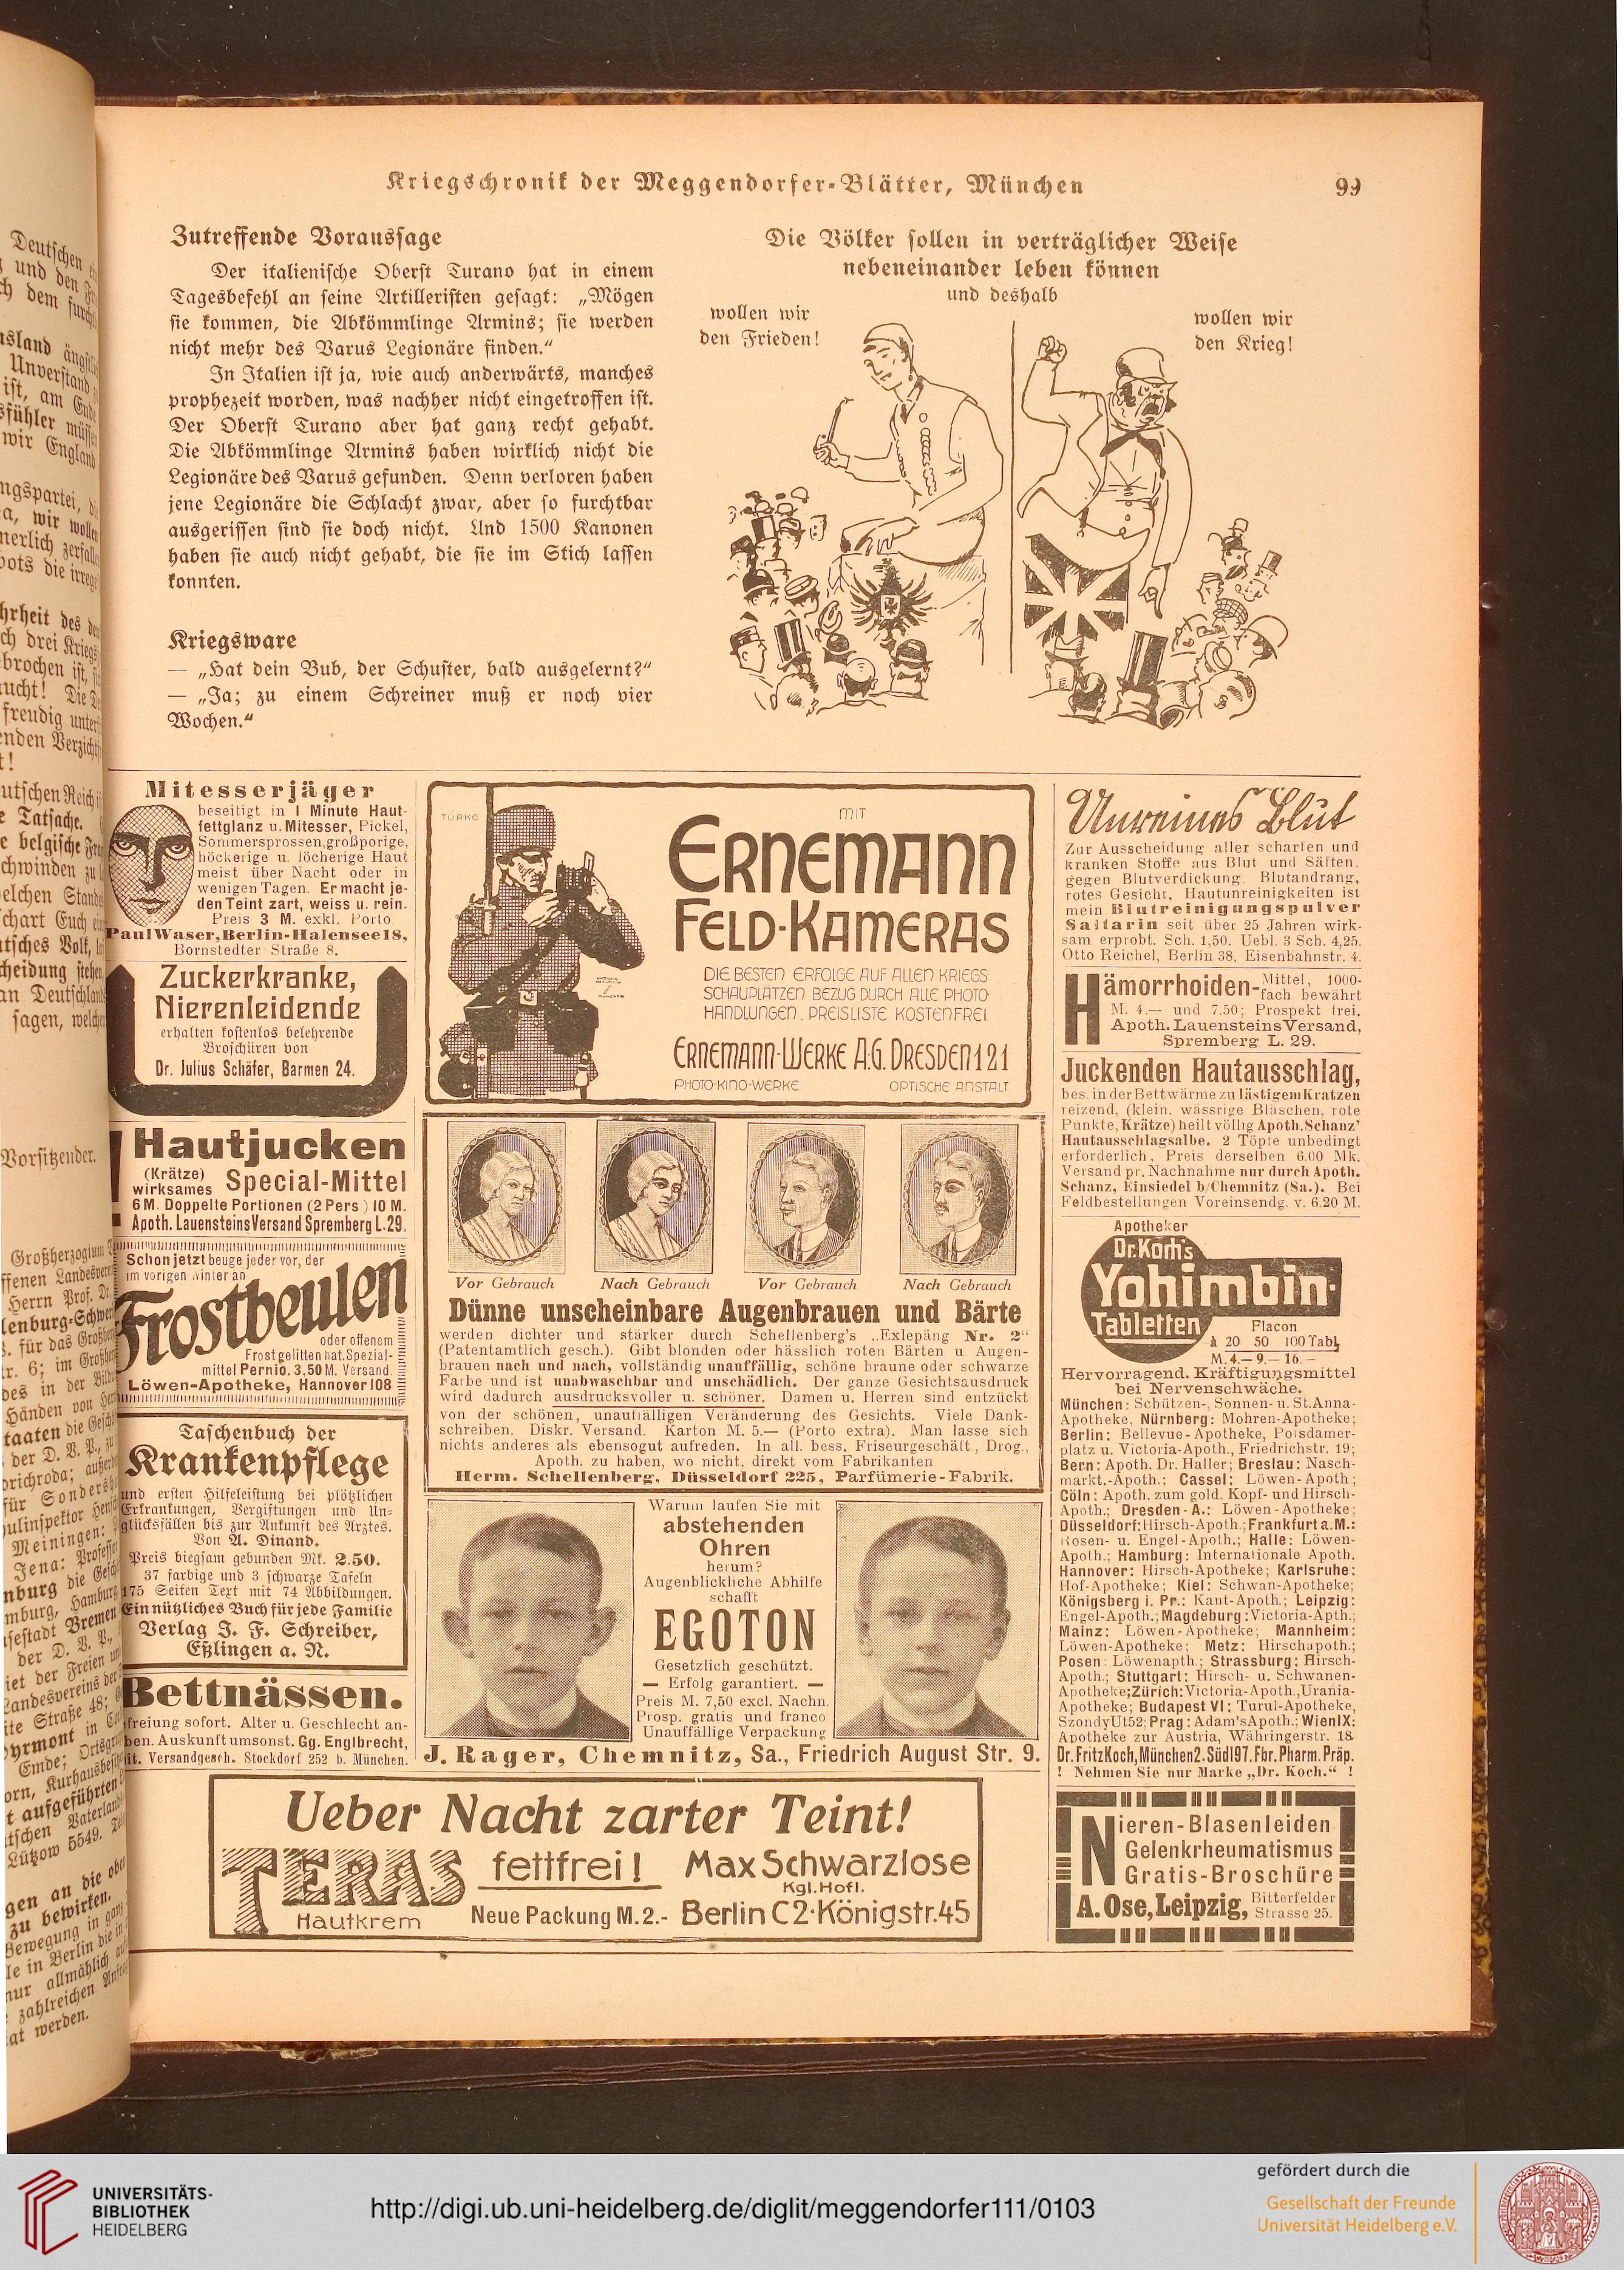 Kriegschronik der Meggendorfer-Blätter, München
99
Zutreffende Voraussage
Der italienische Oberst Turano hat in einem
Tagesbefehl an seine Artilleristen gesagt: „Mögen
sie kommen, die Abkömmlinge Armins; sie werden
nicht mehr des Varus Legionäre finden.“
In Italien ist ja, wie auch anderwärts, manches
prophezeit worden, was nachher nicht eingetroffen ist.
Der Oberst Turano aber hat ganz recht gehabt.
Die Abkömmlinge Armins haben wirklich nicht die
Legionäre des Varus gefunden. Denn verloren haben
jene Legionäre die Schlacht zwar, aber so furchtbar
ausgerissen sind sie doch nicht. Und 1500 Kanonen
haben sie auch nicht gehabt, die sie im Stich lassen
konnten.
Kriegsware
— „Hat dein Bub, der Schuster, bald ausgelernt?“
— „Ja; zu einem Schreiner muß er noch vier
Wochen.“
Die Völker sollen in verträglicher Weise
nebeneinander leben können
und deshalb
wollen wir
den Frieden!
wollen wir
den Krieg!
Mitesserjäger
beseitigt in 1 Minute Haut-
fettglanz u. Mitesser, Pickel,
Sommersprossen, großporige,
höckerige u. löcherige Haut
meist über Nacht oder in
wenigen Tagen. Er macht je-
den Teint zart, weiss u. rein.
Preis 3 M. exkl. Porto
Paul Waser, Berlin-Halensee 18,
Bornstedter Straße 8.
Zuckerkranke,
Nierenleidende
erhalten kostenlos belehrende
Broschüren von
Dr. Julius Schäfer, Barmen 24.
Hautjucken
(Krätze)
wirksames Special-Mittel
6 M. Doppelte Portionen (2 Pers.) 10 M.
Apoth. Lauensteins Versand Spremberg L. 29.
Schon jetzt beuge jeder vor, der
im vorigen Winter an
Frostbeulen
oder offenem
Frost gelitten hat. Spezial-
mittel Pernio. 3,50 M. Versand
Löwen-Apotheke, Hannover 108
Taschenbuch der
Krankenpflege
und ersten Hilfeleistung bei plötzlichen
Erkrankungen, Vergiftungen und Un-
glücksfällen bis zur Ankunft des Arztes.
Von A. Dinand.
Preis biegsam gebunden Mk. 2.50.
37 farbige und 3 schwarze Tafeln
175 Seiten Text mit 74 Abbildungen.
Ein nützliches Buch für jede Familie
Verlag J. F. Schreiber,
Eßlingen a. N.
Bettnässen.
freiung sofort. Alter u. Geschlecht an-
ben. Auskunft umsonst. Gg. Englbrecht,
it. Versandgesch. Stockdorf 252 b. München.
TÜRKE
MIT
ERNEMANN
FELD-KAMERAS
DIE BESTEN ERFOLGE AUF ALLEN KRIEGS-
SCHAUPLÄTZEN BEZUG DURCH ALLE PHOTO-
HANDLUNGEN. PREISLISTE KOSTENFREI
ERNEMANN-WERKE A.G. DRESDEN 121
PHOTO-KINO-WERKE OPTISCHE ANSTALT
Vor Gebrauch Nach Gebrauch Vor Gebrauch Nach Gebrauch
Dünne unscheinbare Augenbrauen und Bärte
werden dichter und stärker durch Schellenberg's „Exlepäng Nr. 2“
(Patentamtlich gesch.). Gibt blonden oder hässlich roten Bärten u. Augen-
brauen nach und nach, vollständig unauffällig, schöne braune oder schwarze
Farbe und ist unabwaschbar und unschädlich. Der ganze Gesichtsausdruck
wird dadurch ausdrucksvoller u. schöner. Damen u. Herren sind entzückt
von der schönen, unauffälligen Veränderung des Gesichts. Viele Dank-
schreiben. Diskr. Versand. Karton M. 5.— (Porto extra). Man lasse sich
nichts anderes als ebensogut aufreden. In all. bess. Friseurgeschäft, Drog.,
Apoth. zu haben, wo nicht, direkt vom Fabrikanten
Herm. Schellenberg, Düsseldorf 225, Parfümerie-Fabrik.
Warum laufen Sie mit
abstehenden
Ohren
herum?
Augenblickliche Abhilfe
schafft
EGOTON
Gesetzlich geschützt.
— Erfolg garantiert. —
Preis M. 7,50 excl. Nachn.
Prosp. gratis und franco
Unauffällige Verpackung
J. Rager, Chemnitz, Sa., Friedrich August Str. 9.
Ueber Nacht zarter Teint!
TERAS
Hautkrem
fettfrei!
Neue Packung M. 2.-
Max Schwarzlose
Kgl. Hofl.
Berlin C2·Königstr. 45
Unreines Blut
Zur Ausscheidung aller scharfen und
kranken Stoffe aus Blut und Säften,
gegen Blutverdickung, Blutandrang,
rotes Gesicht, Hautunreinigkeiten ist
mein Blutreinigungspulver
Saltarin seit über 25 Jahren wirk-
sam erprobt. Sch. 1,50. Uebl. 3 Sch. 4,25.
Otto Reichel, Berlin 38, Eisenbahnstr. 4.
Hämorrhoiden-Mittel, 1000-
fach bewährt
M. 4.— und 7.50; Prospekt frei.
Apoth. Lauensteins Versand,
Spremberg L. 29.
Juckenden Hautausschlag,
bes. in der Bettwärme zu lästigem Kratzen
reizend, (klein. wässrige Bläschen, rote
Punkte, Krätze) heilt völlig Apoth. Schanz'
Hautausschlagsalbe. 2 Töpfe unbedingt
erforderlich, Preis derselben 6.00 Mk.
Versand pr. Nachnahme nur durch Apoth.
Schanz, Einsiedel b/Chemnitz (Sa.). Bei
Feldbestellungen Voreinsendg. v. 6.20 M.
Apotheker
Dr. Koch's
Yohimbin-
Tabletten
Flacon
à 20 50 100 Tabl.
M. 4.— 9.— 16.—
Hervorragend. Kräftigungsmittel
bei Nervenschwäche.
München: Schützen-, Sonnen- u. St. Anna-
Apotheke, Nürnberg: Mohren-Apotheke;
Berlin: Bellevue-Apotheke, Potsdamer-
platz u. Victoria-Apoth., Friedrichstr. 19;
Bern: Apoth. Dr. Haller; Breslau: Nasch-
markt.-Apoth.; Cassel: Löwen-Apoth.;
Cöln: Apoth. zum gold. Kopf- und Hirsch-
Apoth.; Dresden-A.: Löwen-Apotheke;
Düsseldorf: Hirsch-Apoth.; Frankfurt a. M.:
Rosen- u. Engel-Apoth.; Halle: Löwen-
Apoth.; Hamburg: Internationale Apoth.
Hannover: Hirsch-Apotheke; Karlsruhe:
Hof-Apotheke; Kiel: Schwan-Apotheke;
Königsberg i. Pr.: Kant-Apoth.; Leipzig:
Engel-Apoth.; Magdeburg: Victoria-Apth.;
Mainz: Löwen-Apotheke; Mannheim:
Löwen-Apotheke; Metz: Hirschapoth.;
Posen: Löwenapth.; Strassburg: Hirsch-
Apoth.; Stuttgart: Hirsch- u. Schwanen-
Apotheke; Zürich: Victoria-Apoth., Urania-
Apotheke; Budapest VI: Turul-Apotheke,
Szondy Ut 52; Prag: Adam's Apoth.; Wien IX:
Apotheke zur Austria, Währingerstr. 18.
Dr. Fritz Koch, München 2. Süd 197. Fbr. Pharm. Präp.
! Nehmen Sie nur Marke „Dr. Koch.“ !
Nieren-Blasenleiden
Gelenkrheumatismus
Gratis-Broschüre
A. Ose, Leipzig, Bitterfelder
Strasse 25.
UNIVERSITÄTS-
BIBLIOTHEK
HEIDELBERG
http://digi.ub.uni-heidelberg.de/diglit/meggendorfer111/0103
gefördert durch die
Gesellschaft der Freunde
Universität Heidelberg e.V.